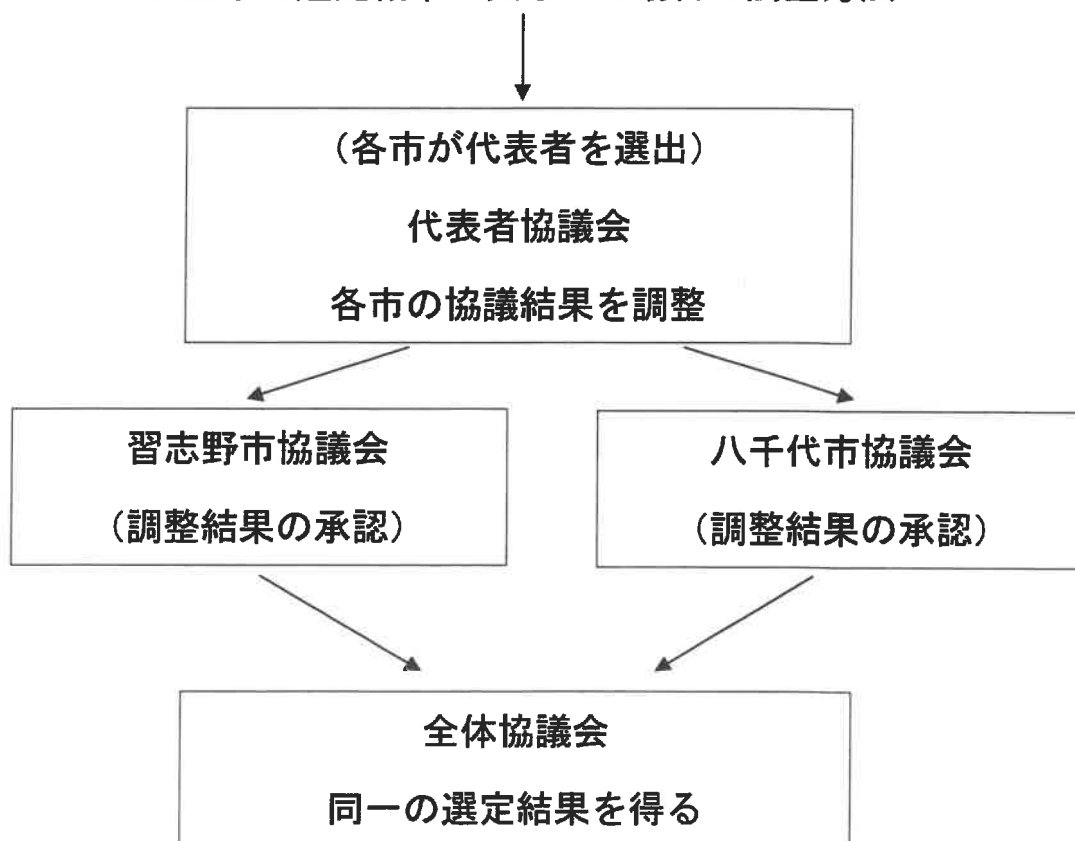 (各市が代表者を選出)
代表者協議会
各市の協議結果を調整
習志野市協議会
(調整結果の承認)
八千代市協議会
(調整結果の承認)
全体協議会
同一の選定結果を得る